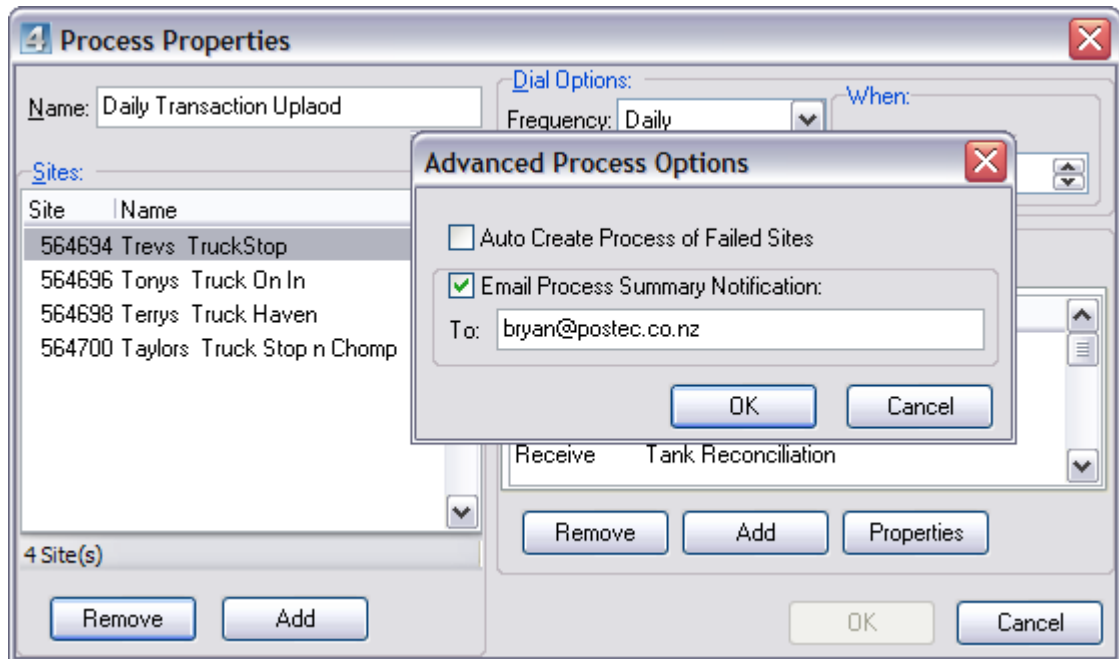 4 Process Properties
Name: Daily Transaction Uplaod
Dial Options:
Frequency: Daily
When:
Sites:
Site Name
564694 Trevs TruckStop
564696 Tonys Truck On In
564698 Terrys Truck Haven
564700 Taylors Truck Stop n Chomp
4 Site(s)
Remove Add
Advanced Process Options
Auto Create Process of Failed Sites
Email Process Summary Notification:
To: bryan@postec.co.nz
OK Cancel
Receive Tank Reconciliation
Remove Add Properties
OK Cancel